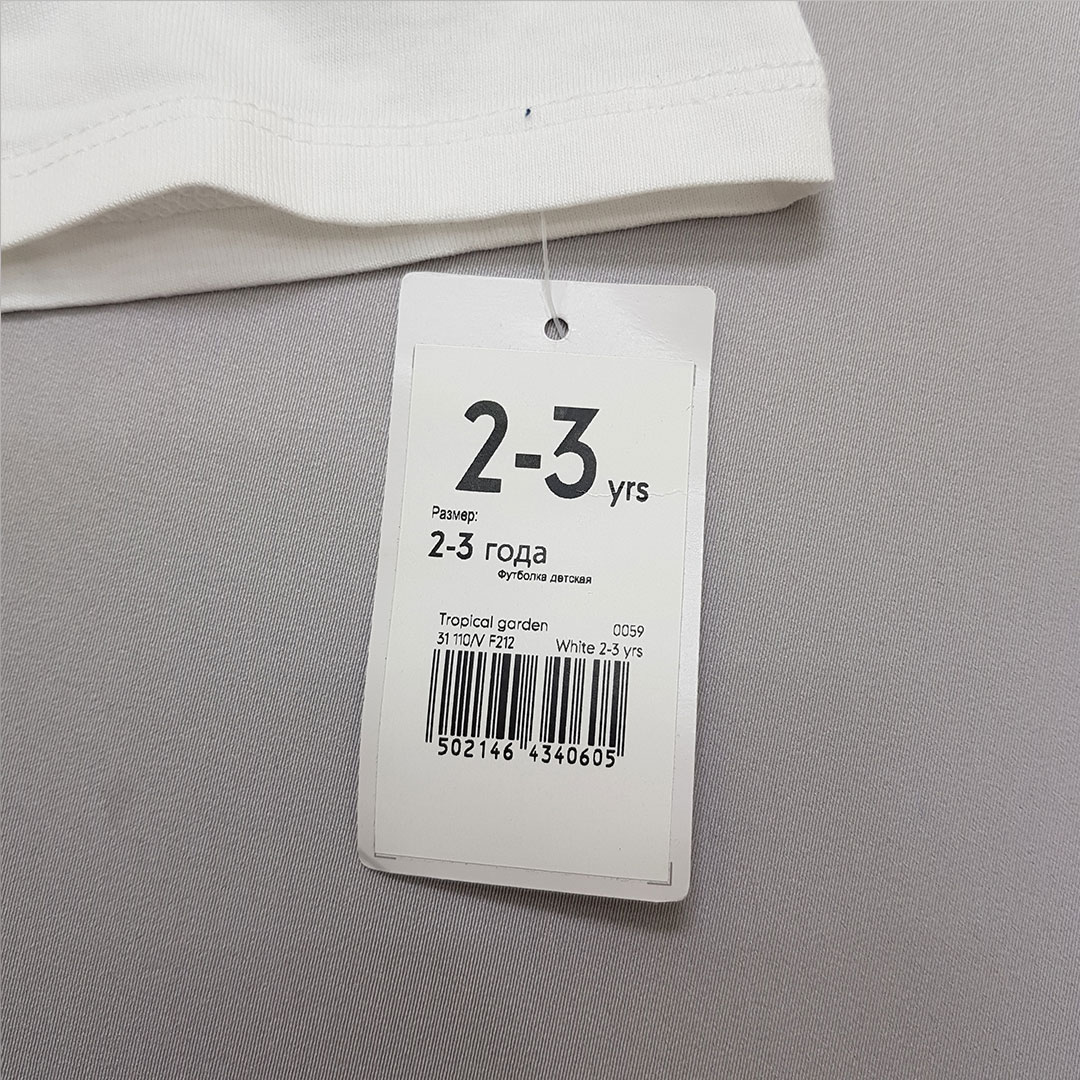 2-3 yrs
Размер:
2-3 года
Футболка детская
Tropical garden 0059
31 110/V F212 White 2-3 yrs
502146 4340605